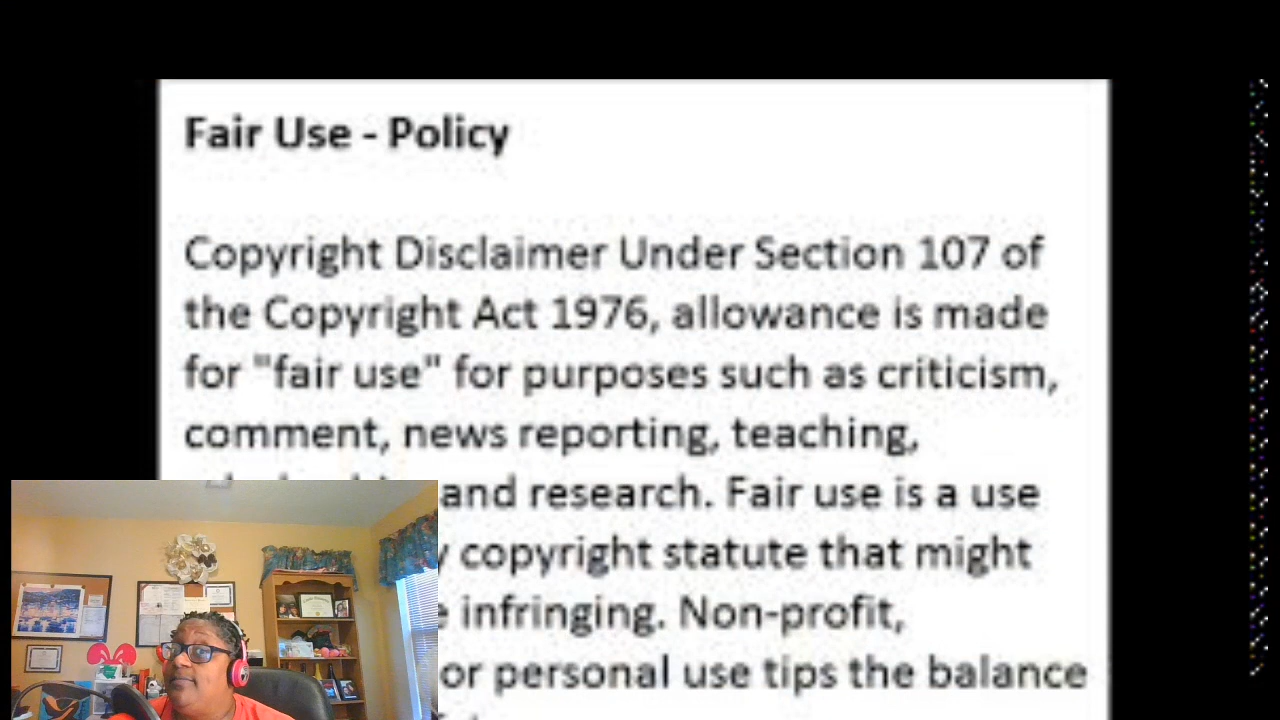 Fair Use - Policy
Copyright Disclaimer Under Section 107 of
the Copyright Act 1976, allowance is made
for "fair use" for purposes such as criticism,
comment, news reporting, teaching,
and research. Fair use is a use
copyright statute that might
infringing. Non-profit,
or personal use tips the balance